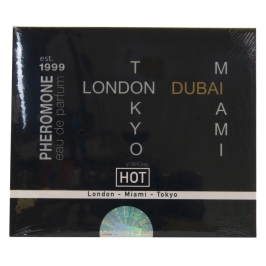 est.
1999
PHEROMONE
eau de parfum
TOKYO
LONDON
DUBAI
MIAMI
HOT
London - Miami - Tokyo